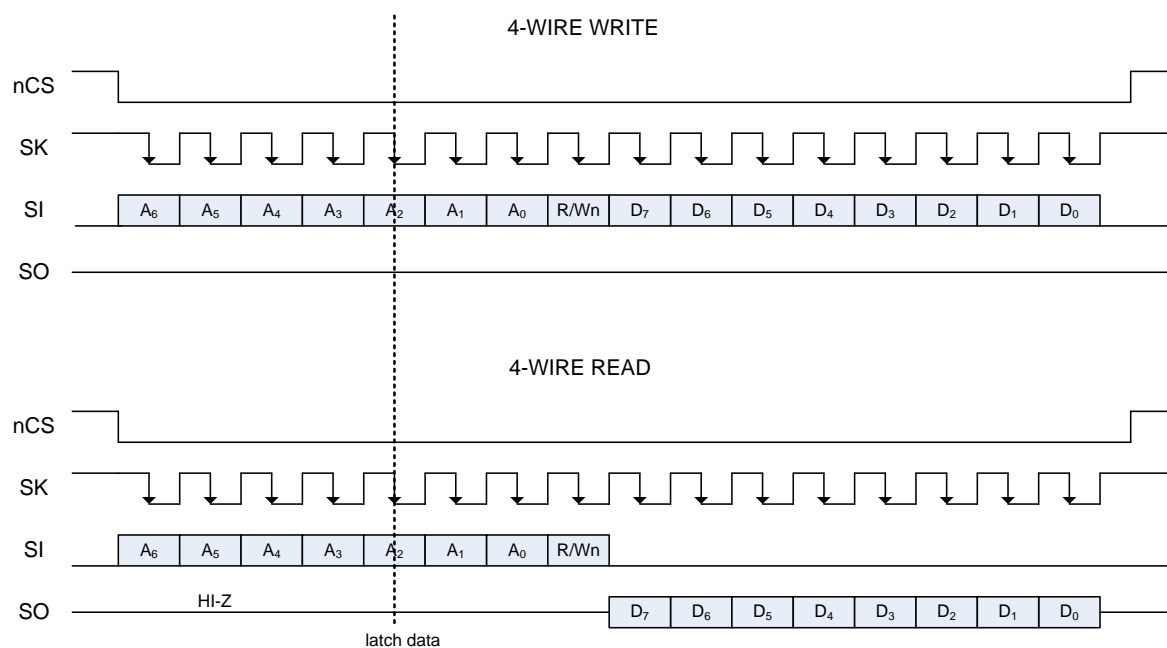 4-WIRE WRITE
nCS
SK
SI A₆ A₅ A₄ A₃ A₂ A₁ A₀ R/Wn D₇ D₆ D₅ D₄ D₃ D₂ D₁ D₀
SO
4-WIRE READ
nCS
SK
SI A₆ A₅ A₄ A₃ A₂ A₁ A₀ R/Wn
SO HI-Z D₇ D₆ D₅ D₄ D₃ D₂ D₁ D₀
latch data